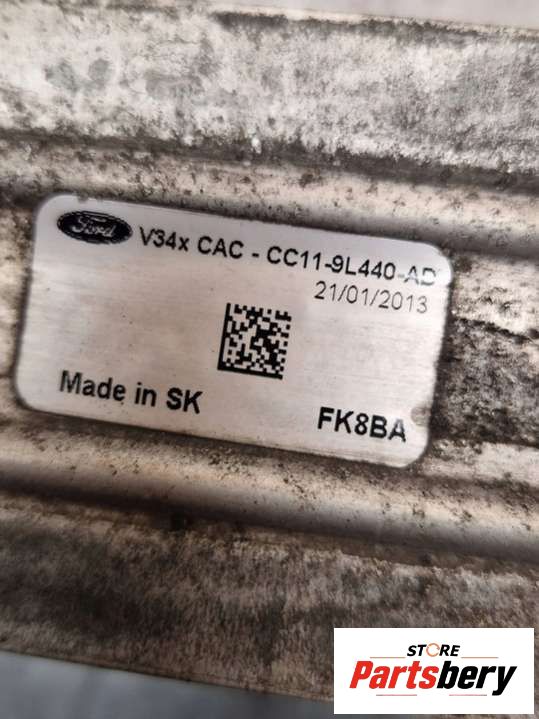 Ford V34x CAC - CC11-9L440-AD
21/01/2013
Made in SK
FK8BA
STORE
Partsbery